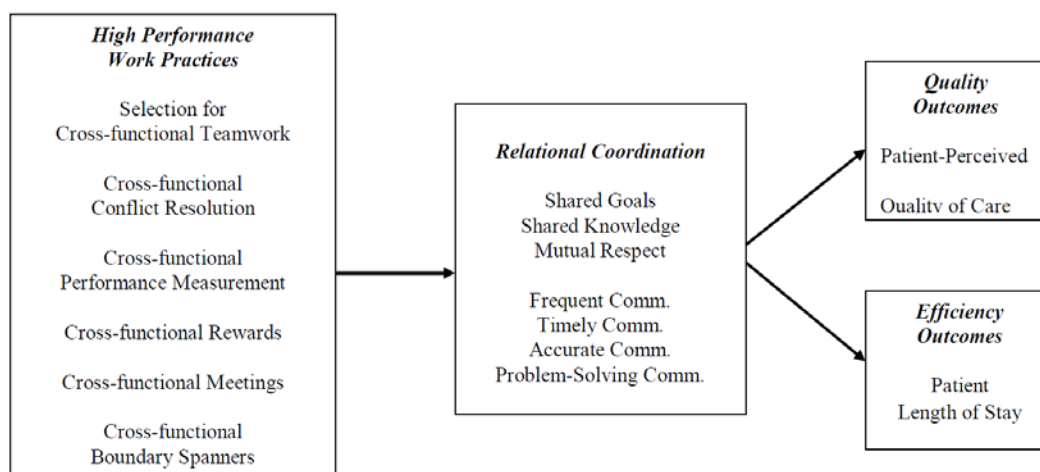 High Performance
Work Practices
Selection for
Cross-functional Teamwork
Cross-functional
Conflict Resolution
Cross-functional
Performance Measurement
Cross-functional Rewards
Cross-functional Meetings
Cross-functional
Boundary Spanners
Relational Coordination
Shared Goals
Shared Knowledge
Mutual Respect
Frequent Comm.
Timely Comm.
Accurate Comm.
Problem-Solving Comm.
Quality
Outcomes
Patient-Perceived
Quality of Care
Efficiency
Outcomes
Patient
Length of Stay